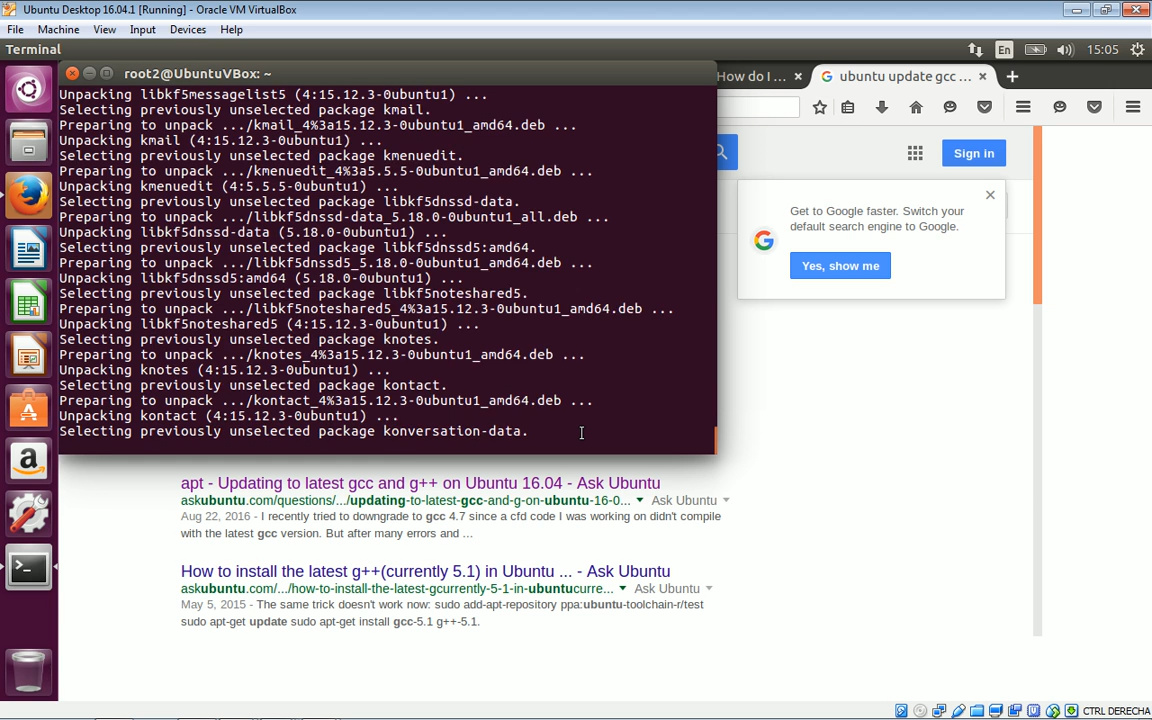 Ubuntu Desktop 16.04.1 [Running] - Oracle VM VirtualBox
File Machine View Input Devices Help
Terminal
En
15:05
root2@UbuntuVBox: ~
How do I ...
ubuntu update gcc ...
Unpacking libkf5messagelist5 (4:15.12.3-0ubuntu1) ...
Selecting previously unselected package kmail.
Preparing to unpack .../kmail_4%3a15.12.3-0ubuntu1_amd64.deb ...
Unpacking kmail (4:15.12.3-0ubuntu1) ...
Selecting previously unselected package kmenuedit.
Preparing to unpack .../kmenuedit_4%3a5.5.5-0ubuntu1_amd64.deb ...
Unpacking kmenuedit (4:5.5.5-0ubuntu1) ...
Selecting previously unselected package libkf5dnssd-data.
Preparing to unpack .../libkf5dnssd-data_5.18.0-0ubuntu1_all.deb ...
Unpacking libkf5dnssd-data (5.18.0-0ubuntu1) ...
Selecting previously unselected package libkf5dnssd5:amd64.
Preparing to unpack .../libkf5dnssd5_5.18.0-0ubuntu1_amd64.deb ...
Unpacking libkf5dnssd5:amd64 (5.18.0-0ubuntu1) ...
Selecting previously unselected package libkf5noteshared5.
Preparing to unpack .../libkf5noteshared5_4%3a15.12.3-0ubuntu1_amd64.deb ...
Unpacking libkf5noteshared5 (4:15.12.3-0ubuntu1) ...
Selecting previously unselected package knotes.
Preparing to unpack .../knotes_4%3a15.12.3-0ubuntu1_amd64.deb ...
Unpacking knotes (4:15.12.3-0ubuntu1) ...
Selecting previously unselected package kontact.
Preparing to unpack .../kontact_4%3a15.12.3-0ubuntu1_amd64.deb ...
Unpacking kontact (4:15.12.3-0ubuntu1) ...
Selecting previously unselected package konversation-data.
Sign in
Get to Google faster. Switch your
default search engine to Google.
Yes, show me
apt - Updating to latest gcc and g++ on Ubuntu 16.04 - Ask Ubuntu
askubuntu.com/questions/.../updating-to-latest-gcc-and-g-on-ubuntu-16-0... Ask Ubuntu
Aug 22, 2016 - I recently tried to downgrade to gcc 4.7 since a cfd code I was working on didn't compile
with the latest gcc version. But after many errors and ...
How to install the latest g++(currently 5.1) in Ubuntu ... - Ask Ubuntu
askubuntu.com/.../how-to-install-the-latest-gcurrently-5-1-in-ubuntucurre... Ask Ubuntu
May 5, 2015 - The same trick doesn't work now: sudo add-apt-repository ppa:ubuntu-toolchain-r/test
sudo apt-get update sudo apt-get install gcc-5.1 g++-5.1.
CTRL DERECHA